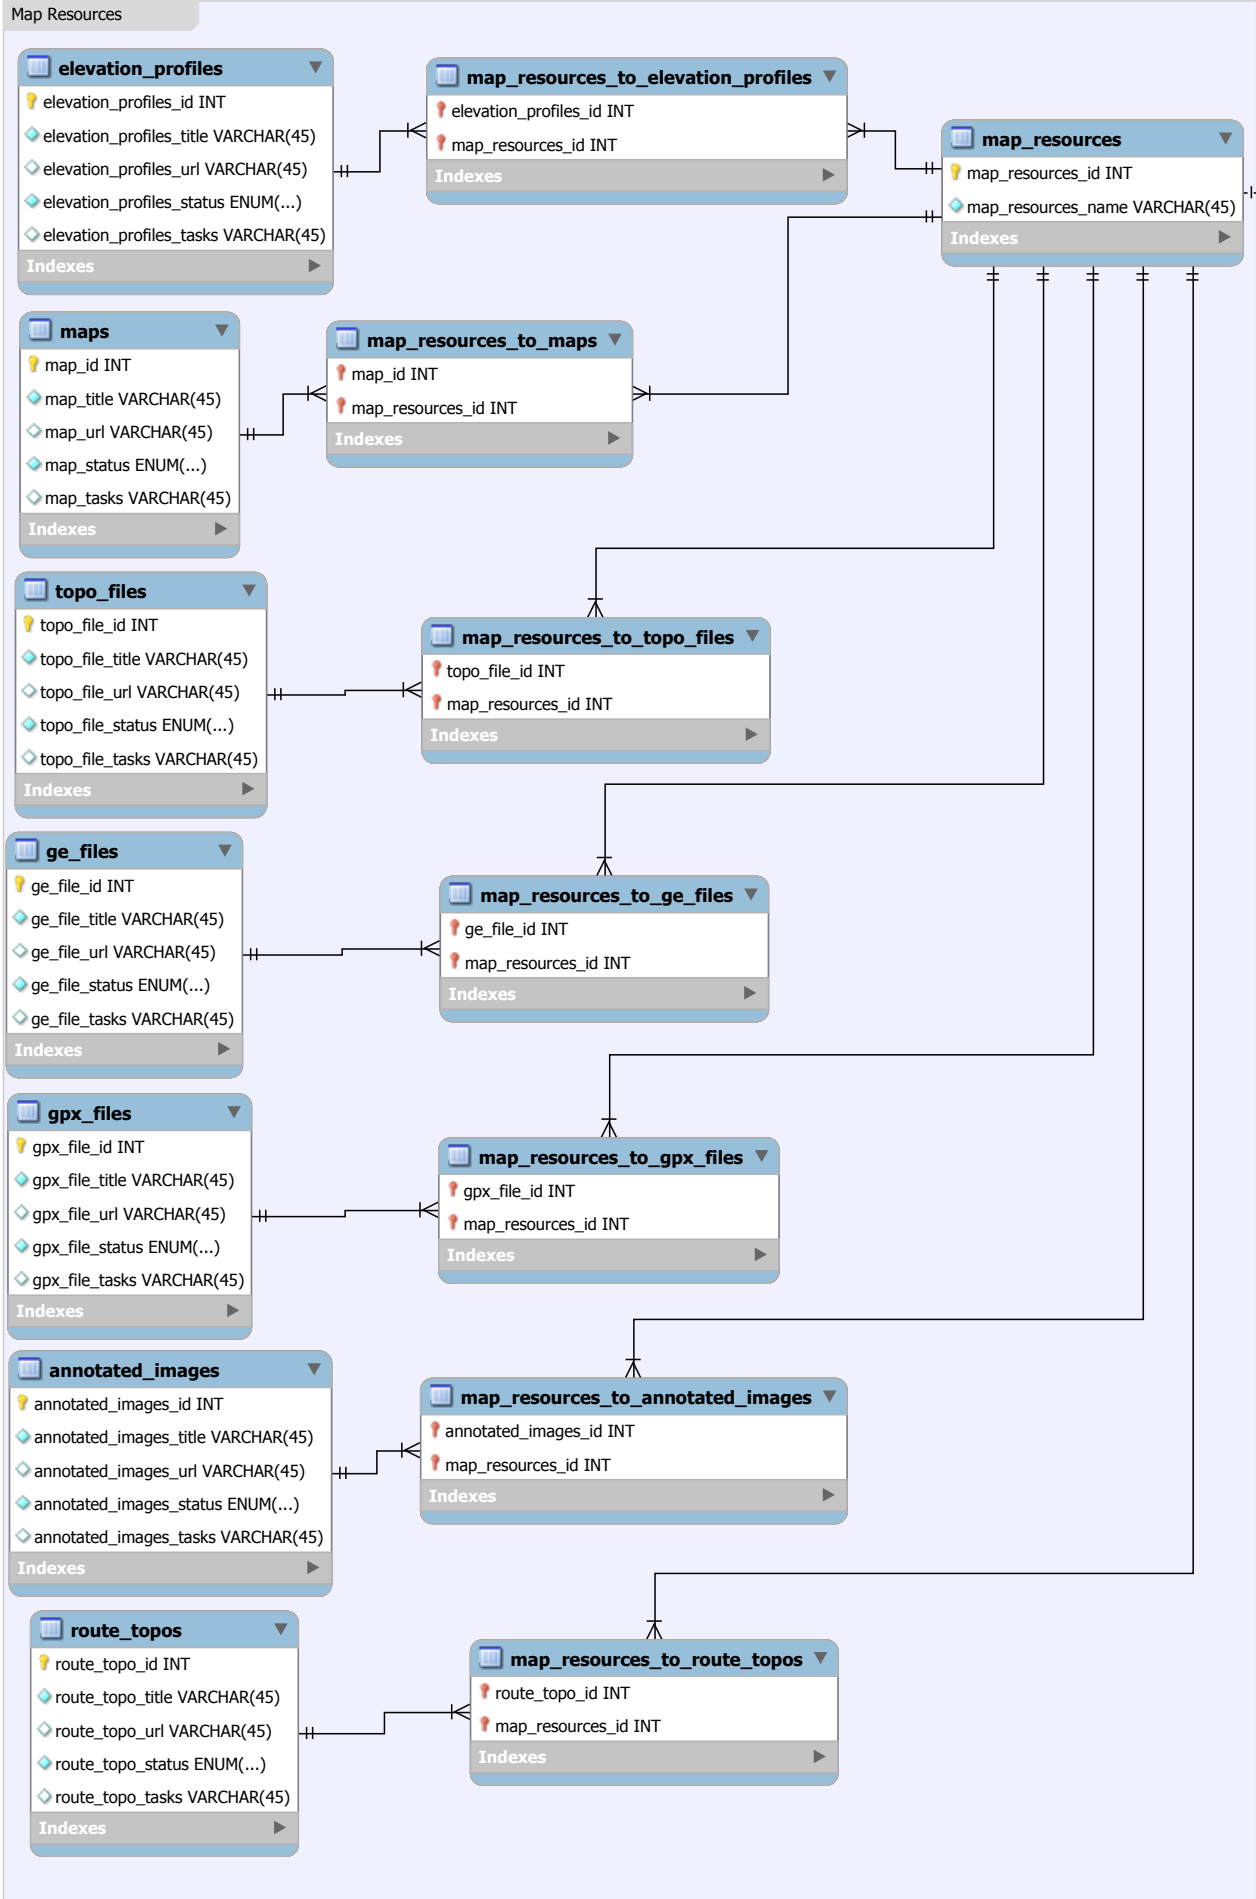 Map Resources
elevation_profiles
elevation_profiles_id INT
elevation_profiles_title VARCHAR(45)
elevation_profiles_url VARCHAR(45)
elevation_profiles_status ENUM(...)
elevation_profiles_tasks VARCHAR(45)
Indexes
map_resources_to_elevation_profiles
elevation_profiles_id INT
map_resources_id INT
Indexes
map_resources
map_resources_id INT
map_resources_name VARCHAR(45)
Indexes
maps
map_id INT
map_title VARCHAR(45)
map_url VARCHAR(45)
map_status ENUM(...)
map_tasks VARCHAR(45)
Indexes
map_resources_to_maps
map_id INT
map_resources_id INT
Indexes
topo_files
topo_file_id INT
topo_file_title VARCHAR(45)
topo_file_url VARCHAR(45)
topo_file_status ENUM(...)
topo_file_tasks VARCHAR(45)
Indexes
map_resources_to_topo_files
topo_file_id INT
map_resources_id INT
Indexes
ge_files
ge_file_id INT
ge_file_title VARCHAR(45)
ge_file_url VARCHAR(45)
ge_file_status ENUM(...)
ge_file_tasks VARCHAR(45)
Indexes
map_resources_to_ge_files
ge_file_id INT
map_resources_id INT
Indexes
gpx_files
gpx_file_id INT
gpx_file_title VARCHAR(45)
gpx_file_url VARCHAR(45)
gpx_file_status ENUM(...)
gpx_file_tasks VARCHAR(45)
Indexes
map_resources_to_gpx_files
gpx_file_id INT
map_resources_id INT
Indexes
annotated_images
annotated_images_id INT
annotated_images_title VARCHAR(45)
annotated_images_url VARCHAR(45)
annotated_images_status ENUM(...)
annotated_images_tasks VARCHAR(45)
Indexes
map_resources_to_annotated_images
annotated_images_id INT
map_resources_id INT
Indexes
route_topos
route_topo_id INT
route_topo_title VARCHAR(45)
route_topo_url VARCHAR(45)
route_topo_status ENUM(...)
route_topo_tasks VARCHAR(45)
Indexes
map_resources_to_route_topos
route_topo_id INT
map_resources_id INT
Indexes